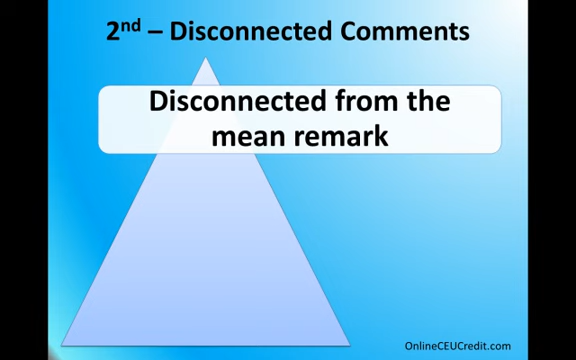 2nd – Disconnected Comments
Disconnected from the
mean remark
OnlineCEUCredit.com